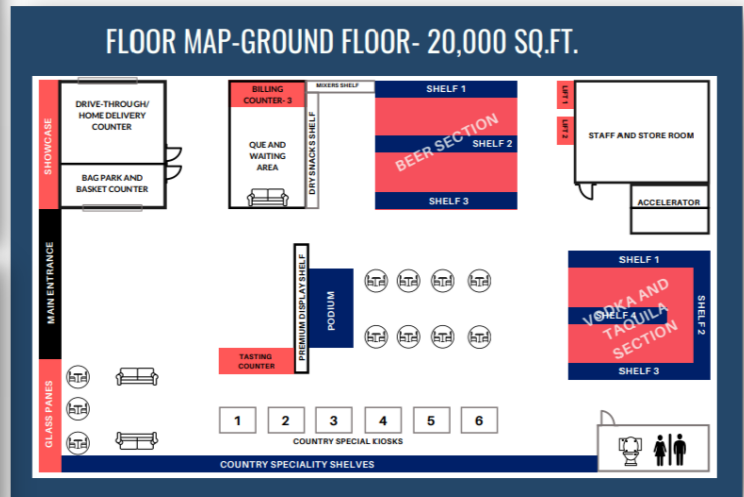 FLOOR MAP-GROUND FLOOR- 20,000 SQ.FT.
SHOWCASE
DRIVE-THROUGH/
HOME DELIVERY
COUNTER
BAG PARK AND
BASKET COUNTER
BILLING
COUNTER- 3
QUE AND
WAITING
AREA
MIXERS SHELF
DRY SNACKS SHELF
SHELF 1
BEER SECTION
SHELF 2
SHELF 3
LIFT 1
LIFT 2
STAFF AND STORE ROOM
ACCELERATOR
MAIN ENTRANCE
PREMIUM DISPLAY SHELF
PODIUM
TASTING
COUNTER
SHELF 1
VODKA AND
TAQUILA
SECTION
SHELF 4
SHELF 2
SHELF 3
GLASS PANES
1
2
3
4
5
6
COUNTRY SPECIAL KIOSKS
COUNTRY SPECIALITY SHELVES